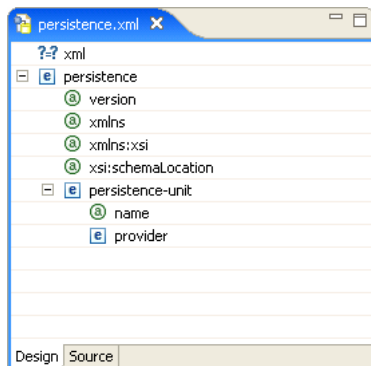 persistence.xml
?=? xml
e persistence
a version
a xmlns
a xmlns:xsi
a xsi:schemaLocation
e persistence-unit
a name
e provider
Design Source